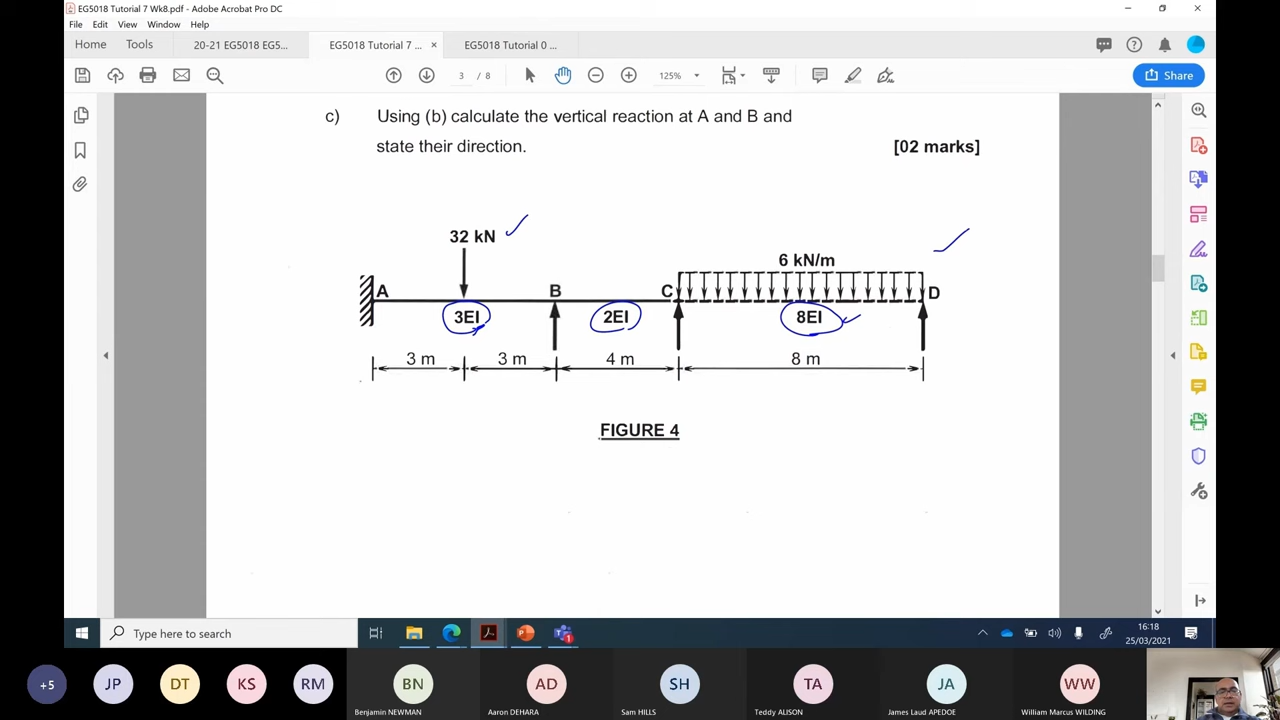 EG5018 Tutorial 7 Wk8.pdf - Adobe Acrobat Pro DC
File Edit View Window Help
Home Tools 20-21 EG5018 EG5... EG5018 Tutorial 7 ... × EG5018 Tutorial 0 ...
3 / 8 125% Share
c) Using (b) calculate the vertical reaction at A and B and
state their direction. [02 marks]
32 kN
6 kN/m
A B C D
3EI 2EI 8EI
3 m 3 m 4 m 8 m
FIGURE 4
Type here to search
16:18
25/03/2021
1
+5 JP DT KS RM BN AD SH TA JA WW
Benjamin NEWMAN Aaron DEHARA Sam HILLS Teddy ALISON James Laud APEDOE William Marcus WILDING